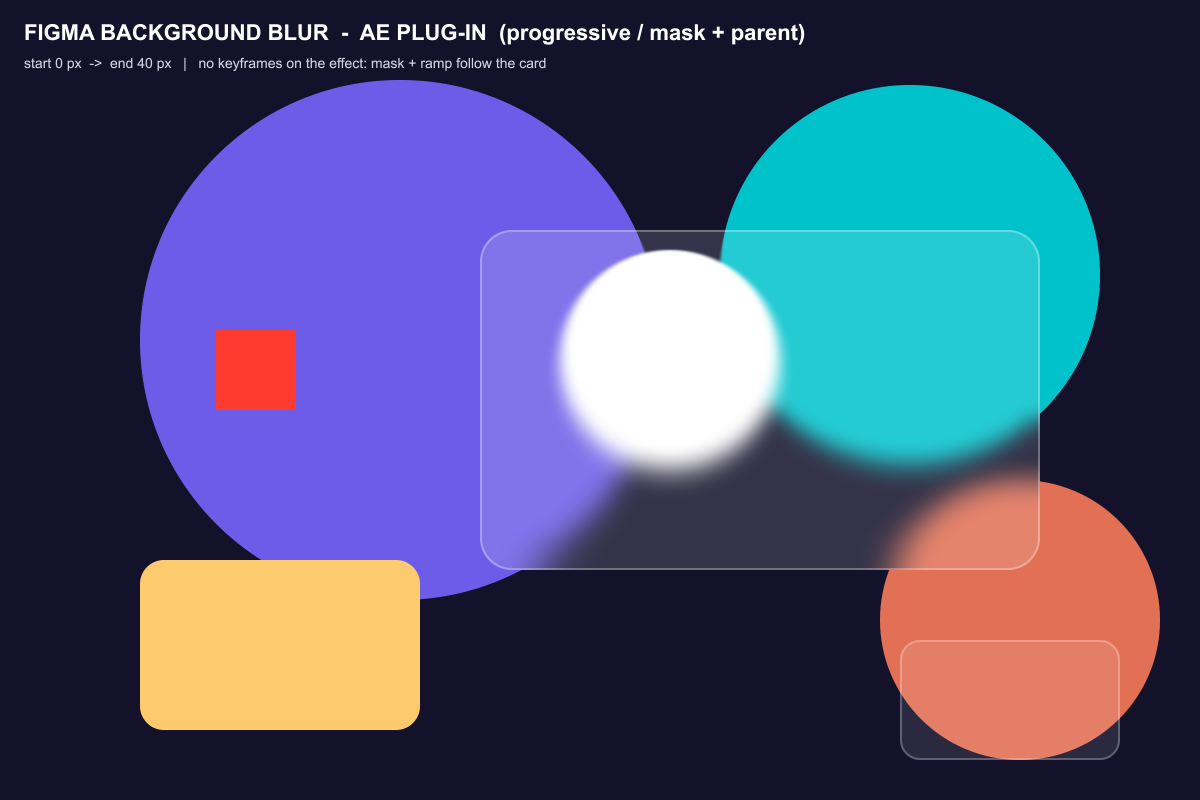 FIGMA BACKGROUND BLUR - AE PLUG-IN (progressive / mask + parent)
start 0 px -> end 40 px | no keyframes on the effect: mask + ramp follow the card